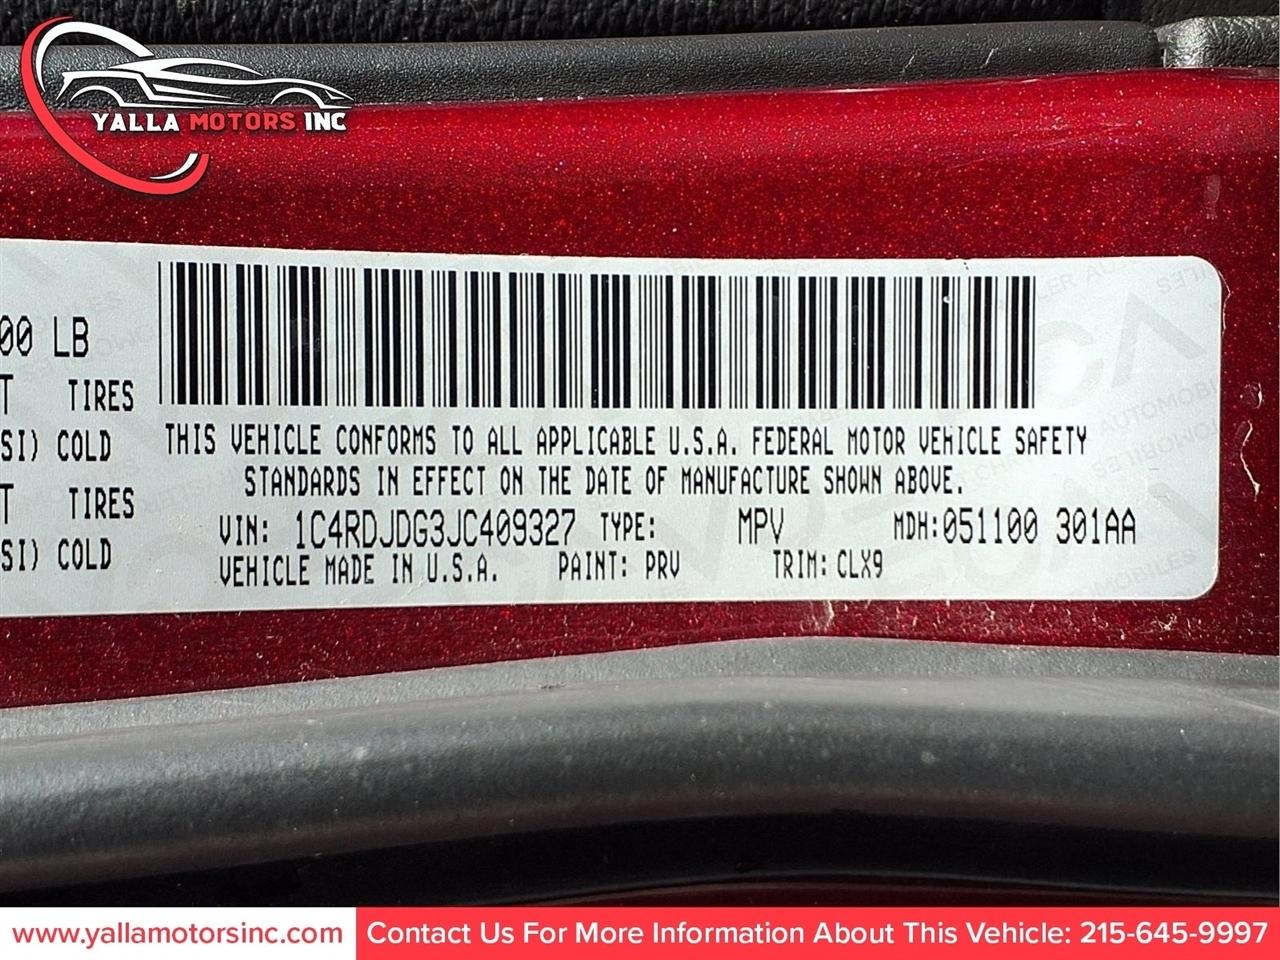 YALLA MOTORS INC
00 LB
T TIRES
SI) COLD
T TIRES
SI) COLD
THIS VEHICLE CONFORMS TO ALL APPLICABLE U.S.A. FEDERAL MOTOR VEHICLE SAFETY
STANDARDS IN EFFECT ON THE DATE OF MANUFACTURE SHOWN ABOVE.
VIN: 1C4RDJDG3JC409327 TYPE: MPV MDH:051100 301AA
VEHICLE MADE IN U.S.A. PAINT: PRV TRIM: CLX9
www.yallamotorsinc.com
Contact Us For More Information About This Vehicle: 215-645-9997